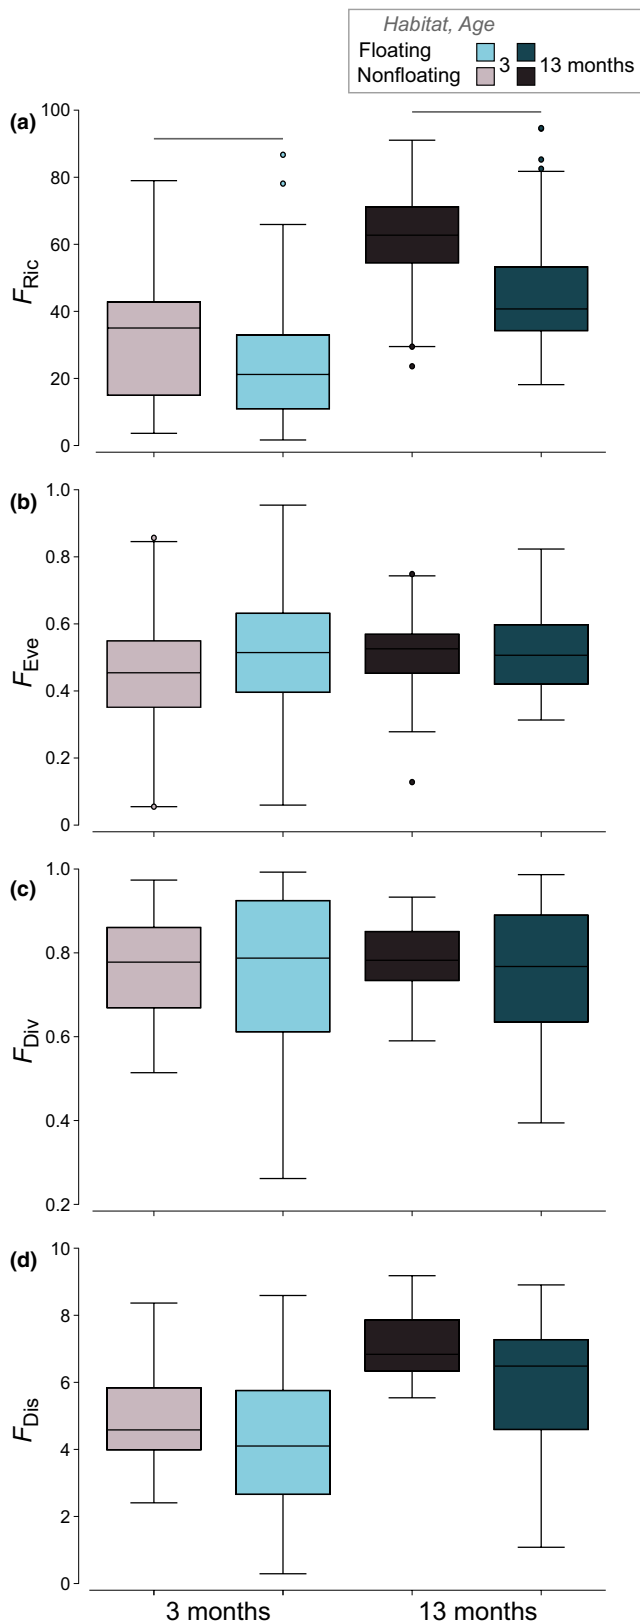 Habitat, Age
Floating
Nonfloating 3 13 months
(a)
100
80
60
40
20
0
FRic
(b)
1.0
0.8
0.6
0.4
0.2
0
FEve
(c)
1.0
0.8
0.6
0.4
0.2
FDiv
(d)
10
8
6
4
2
0
FDis
3 months 13 months